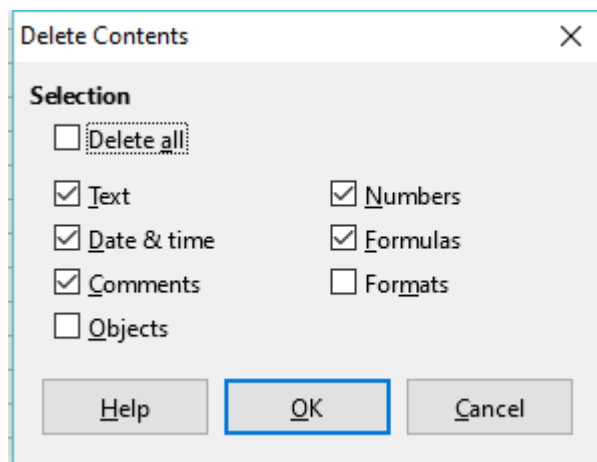 Delete Contents
Selection
Delete all
Text
Numbers
Date & time
Formulas
Comments
Formats
Objects
Help
OK
Cancel